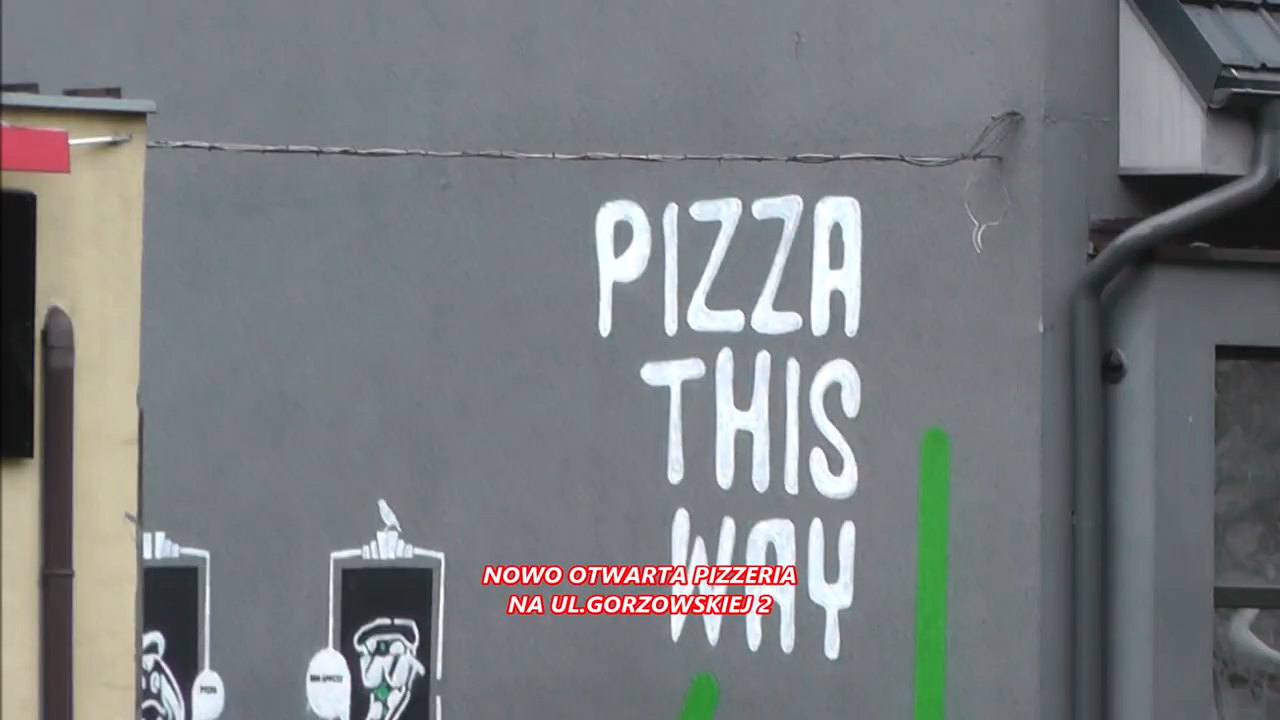 PIZZA
THIS
WAY
NOWO OTWARTA PIZZERIA
NA UL.GORZOWSKIEJ 2